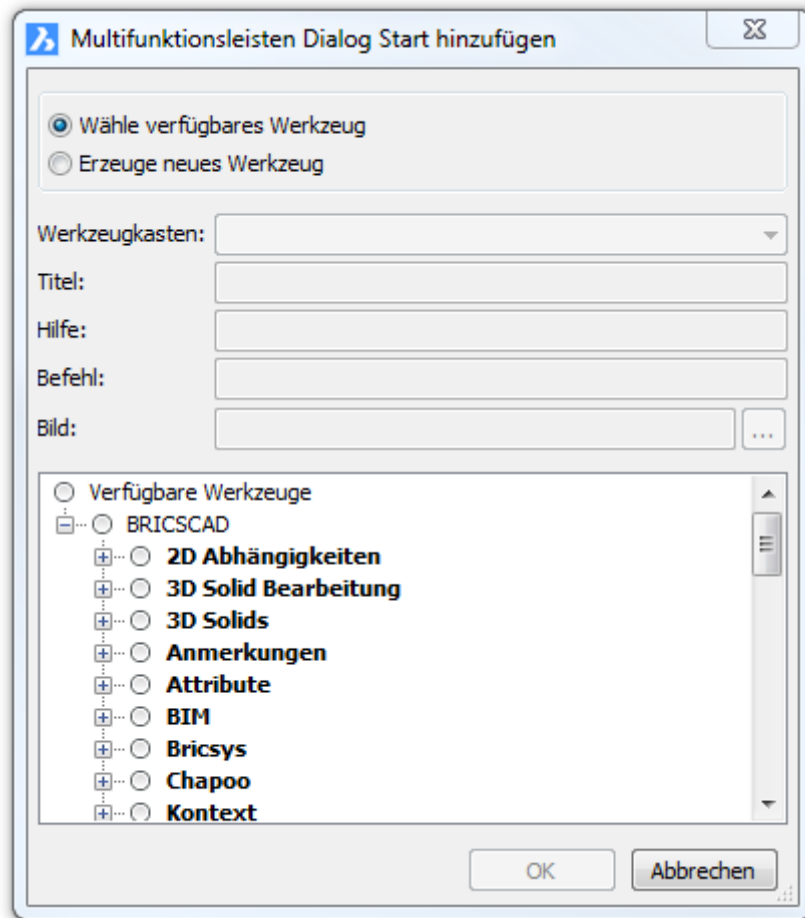 Multifunktionsleisten Dialog Start hinzufügen
Wähle verfügbares Werkzeug
Erzeuge neues Werkzeug
Werkzeugkasten:
Titel:
Hilfe:
Befehl:
Bild:
...
Verfügbare Werkzeuge
BRICSCAD
2D Abhängigkeiten
3D Solid Bearbeitung
3D Solids
Anmerkungen
Attribute
BIM
Bricsys
Chapoo
Kontext
OK Abbrechen